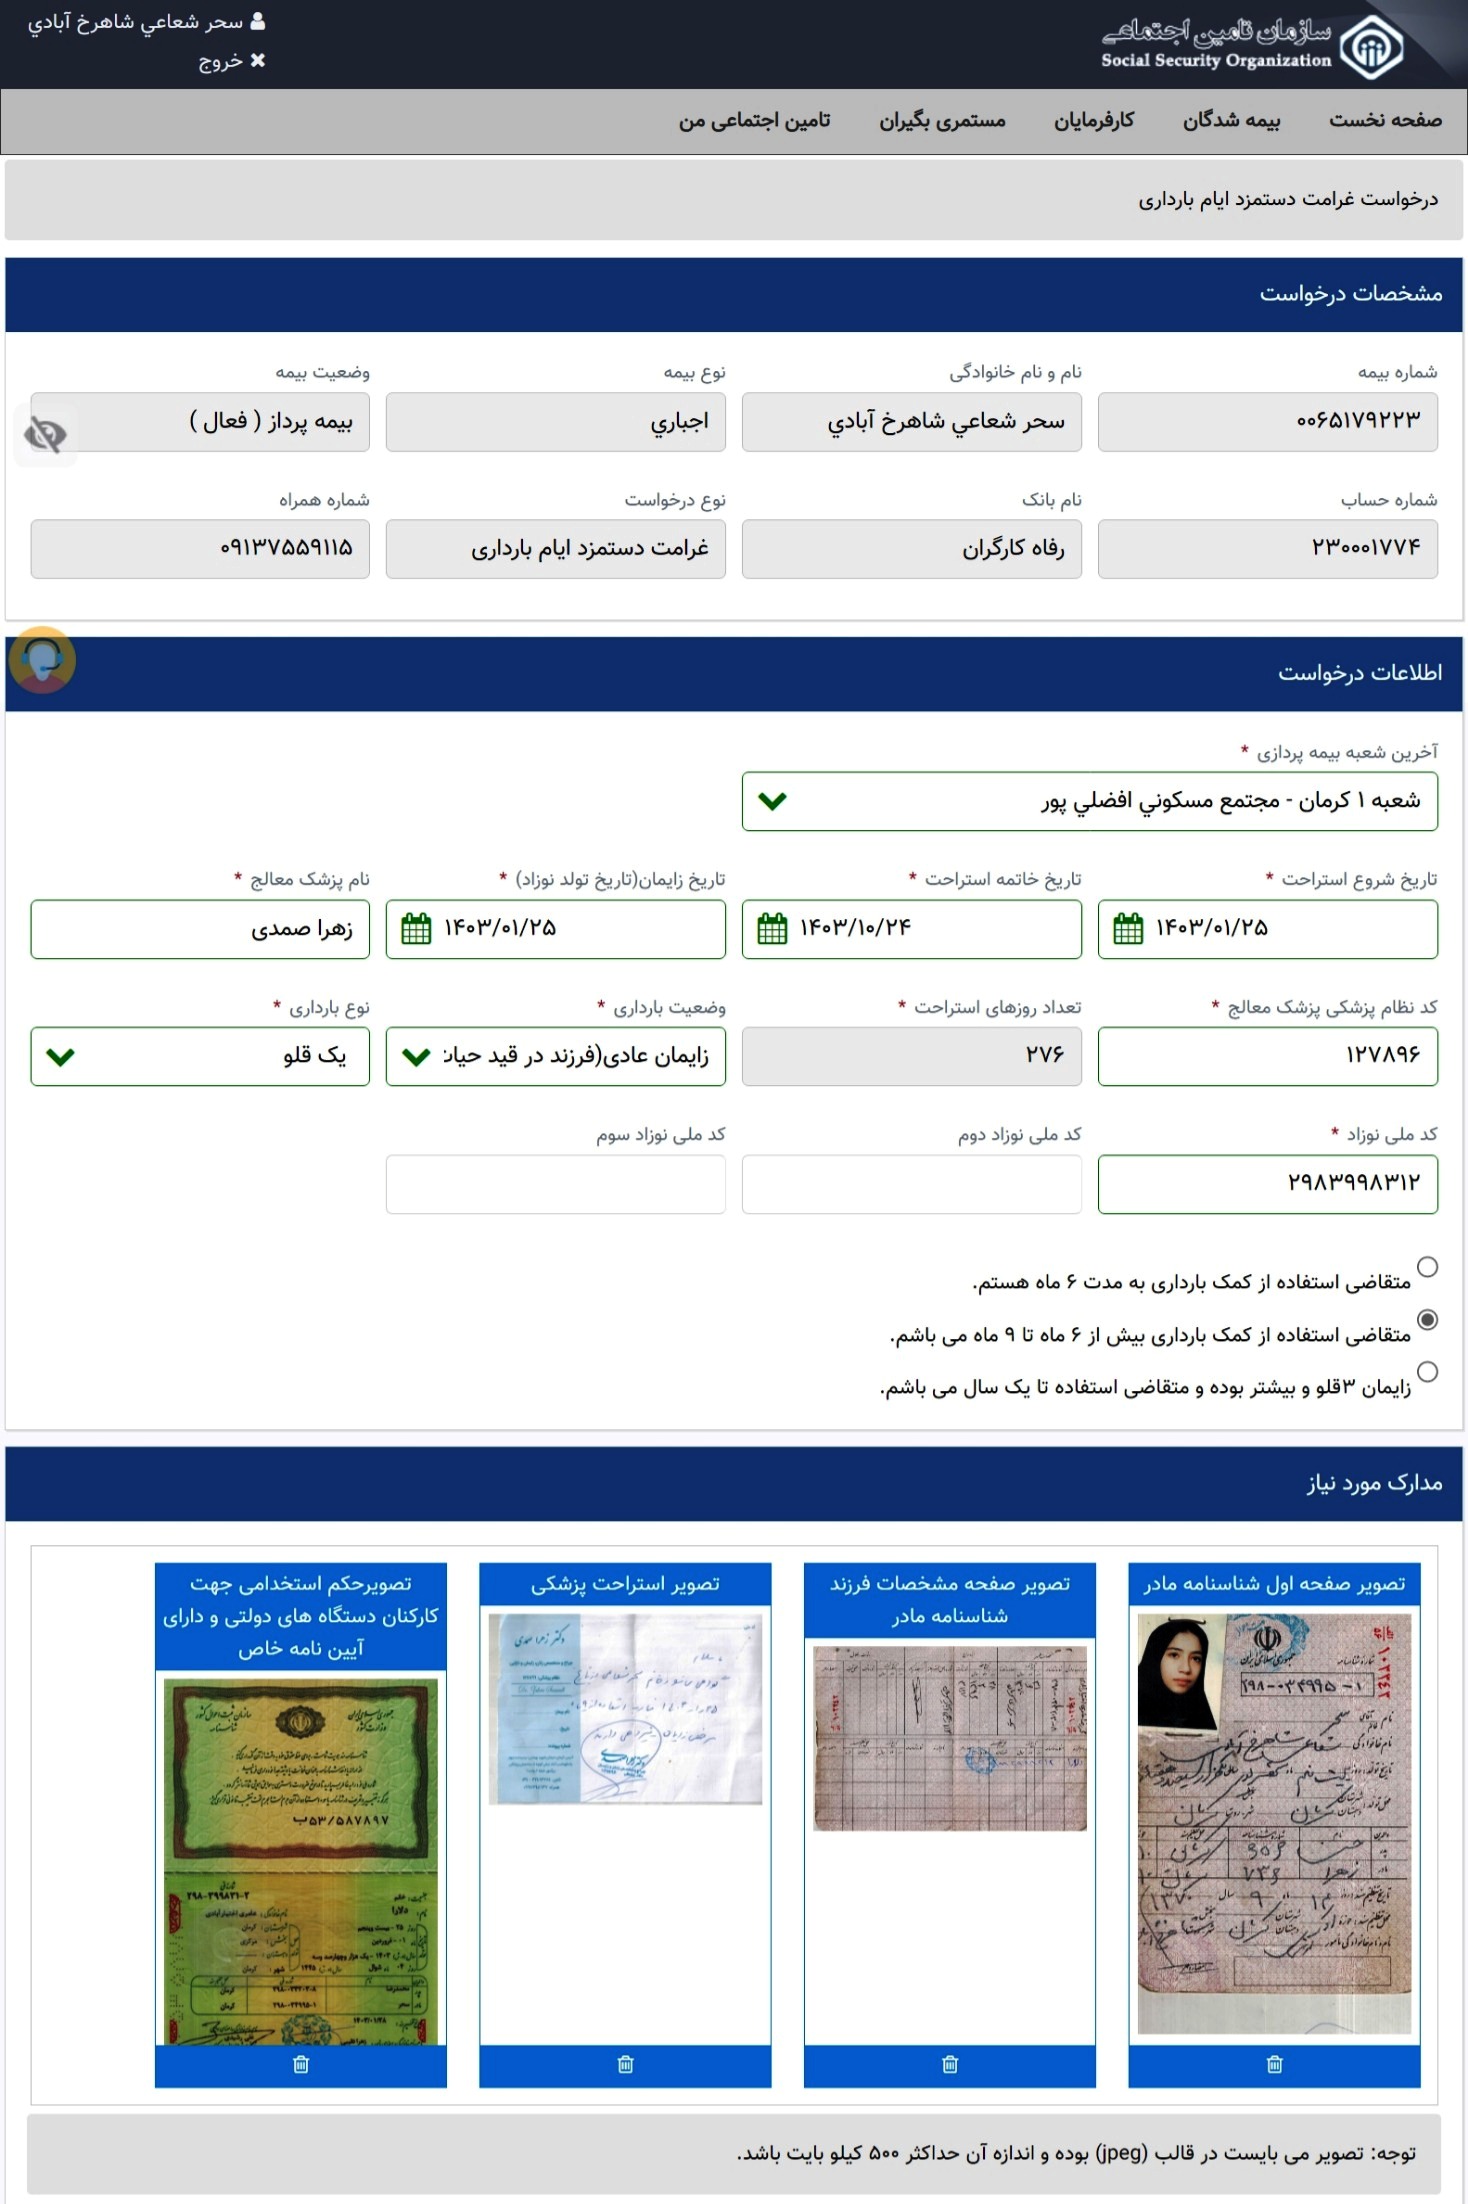 سحر شعاعي شاهرخ آبادي
خروج
سازمان تامین اجتماعی
Social Security Organization
صفحه نخست
بیمه شدگان
کارفرمایان
مستمری بگیران
تامین اجتماعی من
درخواست غرامت دستمزد ایام بارداری
مشخصات درخواست
شماره بیمه
نام و نام خانوادگی
نوع بیمه
وضعیت بیمه
۰۰۶۵۱۷۹۲۲۳
سحر شعاعي شاهرخ آبادي
اجباري
بیمه پرداز ( فعال )
شماره حساب
نام بانک
نوع درخواست
شماره همراه
۲۳۰۰۰۱۷۷۴
رفاه کارگران
غرامت دستمزد ایام بارداری
۰۹۱۳۷۵۵۹۱۱۵
اطلاعات درخواست
آخرین شعبه بیمه پردازی *
شعبه ۱ کرمان - مجتمع مسکوني افضلي پور
تاریخ شروع استراحت *
تاریخ خاتمه استراحت *
تاریخ زایمان(تاریخ تولد نوزاد) *
نام پزشک معالج *
۱۴۰۳/۰۱/۲۵
۱۴۰۳/۱۰/۲۴
۱۴۰۳/۰۱/۲۵
زهرا صمدی
کد نظام پزشکی پزشک معالج *
تعداد روزهای استراحت *
وضعیت بارداری *
نوع بارداری *
۱۲۷۸۹۶
۲۷۶
زایمان عادی(فرزند در قید حیات
یک قلو
کد ملی نوزاد *
کد ملی نوزاد دوم
کد ملی نوزاد سوم
۲۹۸۳۹۹۸۳۱۲
متقاضی استفاده از کمک بارداری به مدت ۶ ماه هستم.
متقاضی استفاده از کمک بارداری بیش از ۶ ماه تا ۹ ماه می باشم.
زایمان ۳قلو و بیشتر بوده و متقاضی استفاده تا یک سال می باشم.
مدارک مورد نیاز
تصویر صفحه اول شناسنامه مادر
تصویر صفحه مشخصات فرزند
شناسنامه مادر
تصویر استراحت پزشکی
تصویرحکم استخدامی جهت
کارکنان دستگاه های دولتی و دارای
آیین نامه خاص
توجه: تصویر می بایست در قالب (jpeg) بوده و اندازه آن حداکثر ۵۰۰ کیلو بایت باشد.